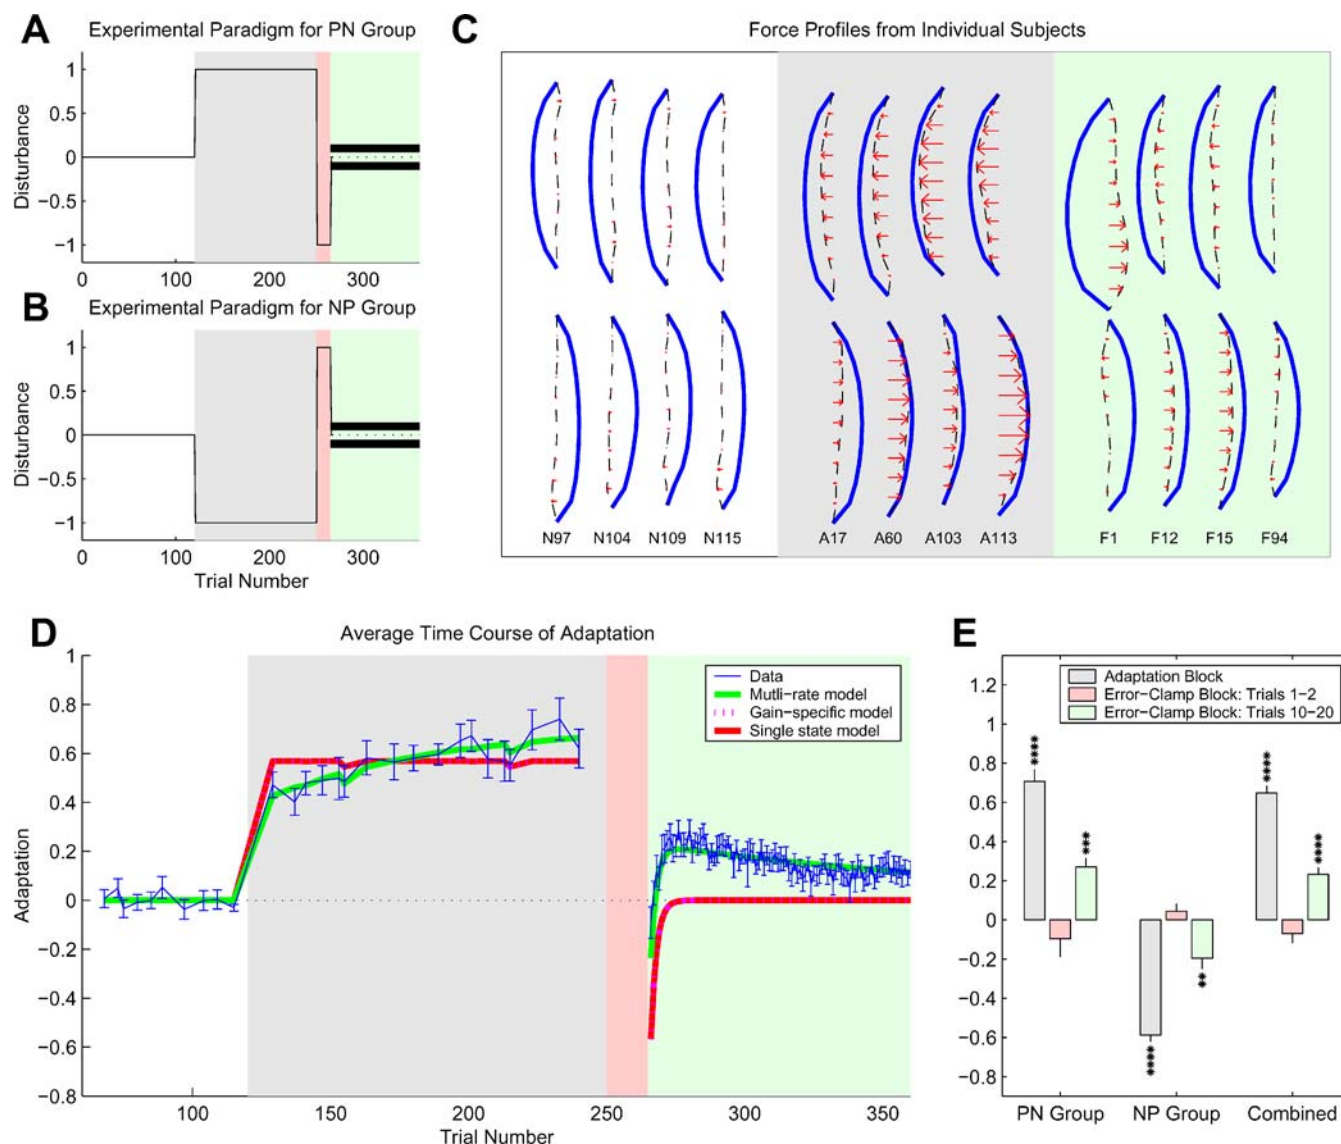 A
Experimental Paradigm for PN Group
1
0.5
0
−0.5
−1
Disturbance
0 100 200 300
B
Experimental Paradigm for NP Group
1
0.5
0
−0.5
−1
Disturbance
0 100 200 300
Trial Number
C
Force Profiles from Individual Subjects
N97 N104 N109 N115 A17 A60 A103 A113 F1 F12 F15 F94
D
Average Time Course of Adaptation
1
0.8
0.6
0.4
0.2
0
−0.2
−0.4
−0.6
−0.8
Adaptation
Data
Mutli−rate model
Gain−specific model
Single state model
100 150 200 250 300 350
Trial Number
E
Adaptation Block
Error−Clamp Block: Trials 1−2
Error−Clamp Block: Trials 10−20
1.2
1
0.8
0.6
0.4
0.2
0
−0.2
−0.4
−0.6
−0.8
****
***
****
**
****
****
PN Group NP Group Combined